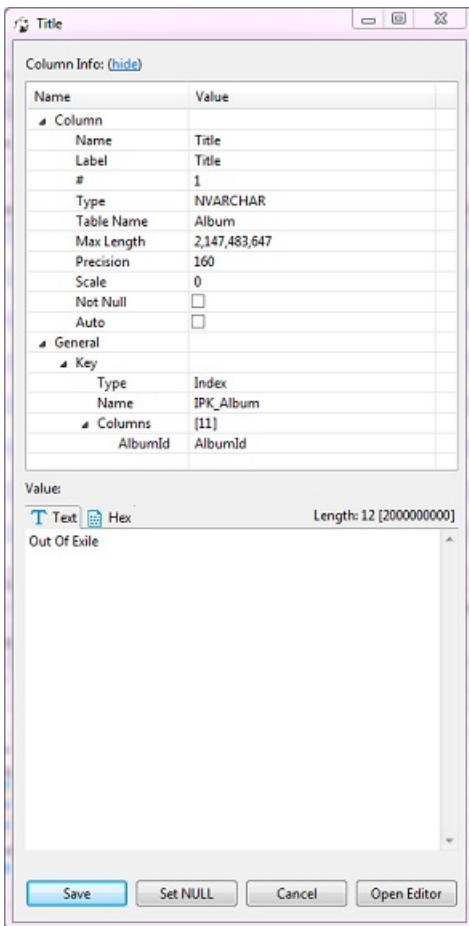 Title
Column Info: (hide)
Name Value
Column
Name Title
Label Title
# 1
Type NVARCHAR
Table Name Album
Max Length 2,147,483,647
Precision 160
Scale 0
Not Null
Auto
General
Key
Type Index
Name IPK_Album
Columns [11]
AlbumId AlbumId
Value:
Text Hex Length: 12 [2000000000]
Out Of Exile
Save Set NULL Cancel Open Editor